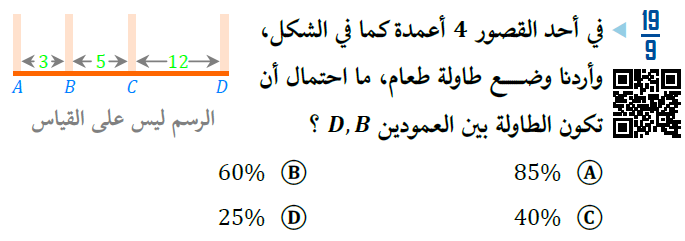 19
9
في أحد القصور 4 أعمدة كما في الشكل،
وأردنا وضع طاولة طعام، ما احتمال أن
تكون الطاولة بين العمودين D, B ؟
3 5 12
A B C D
الرسم ليس على القياس
A 85%
B 60%
C 40%
D 25%